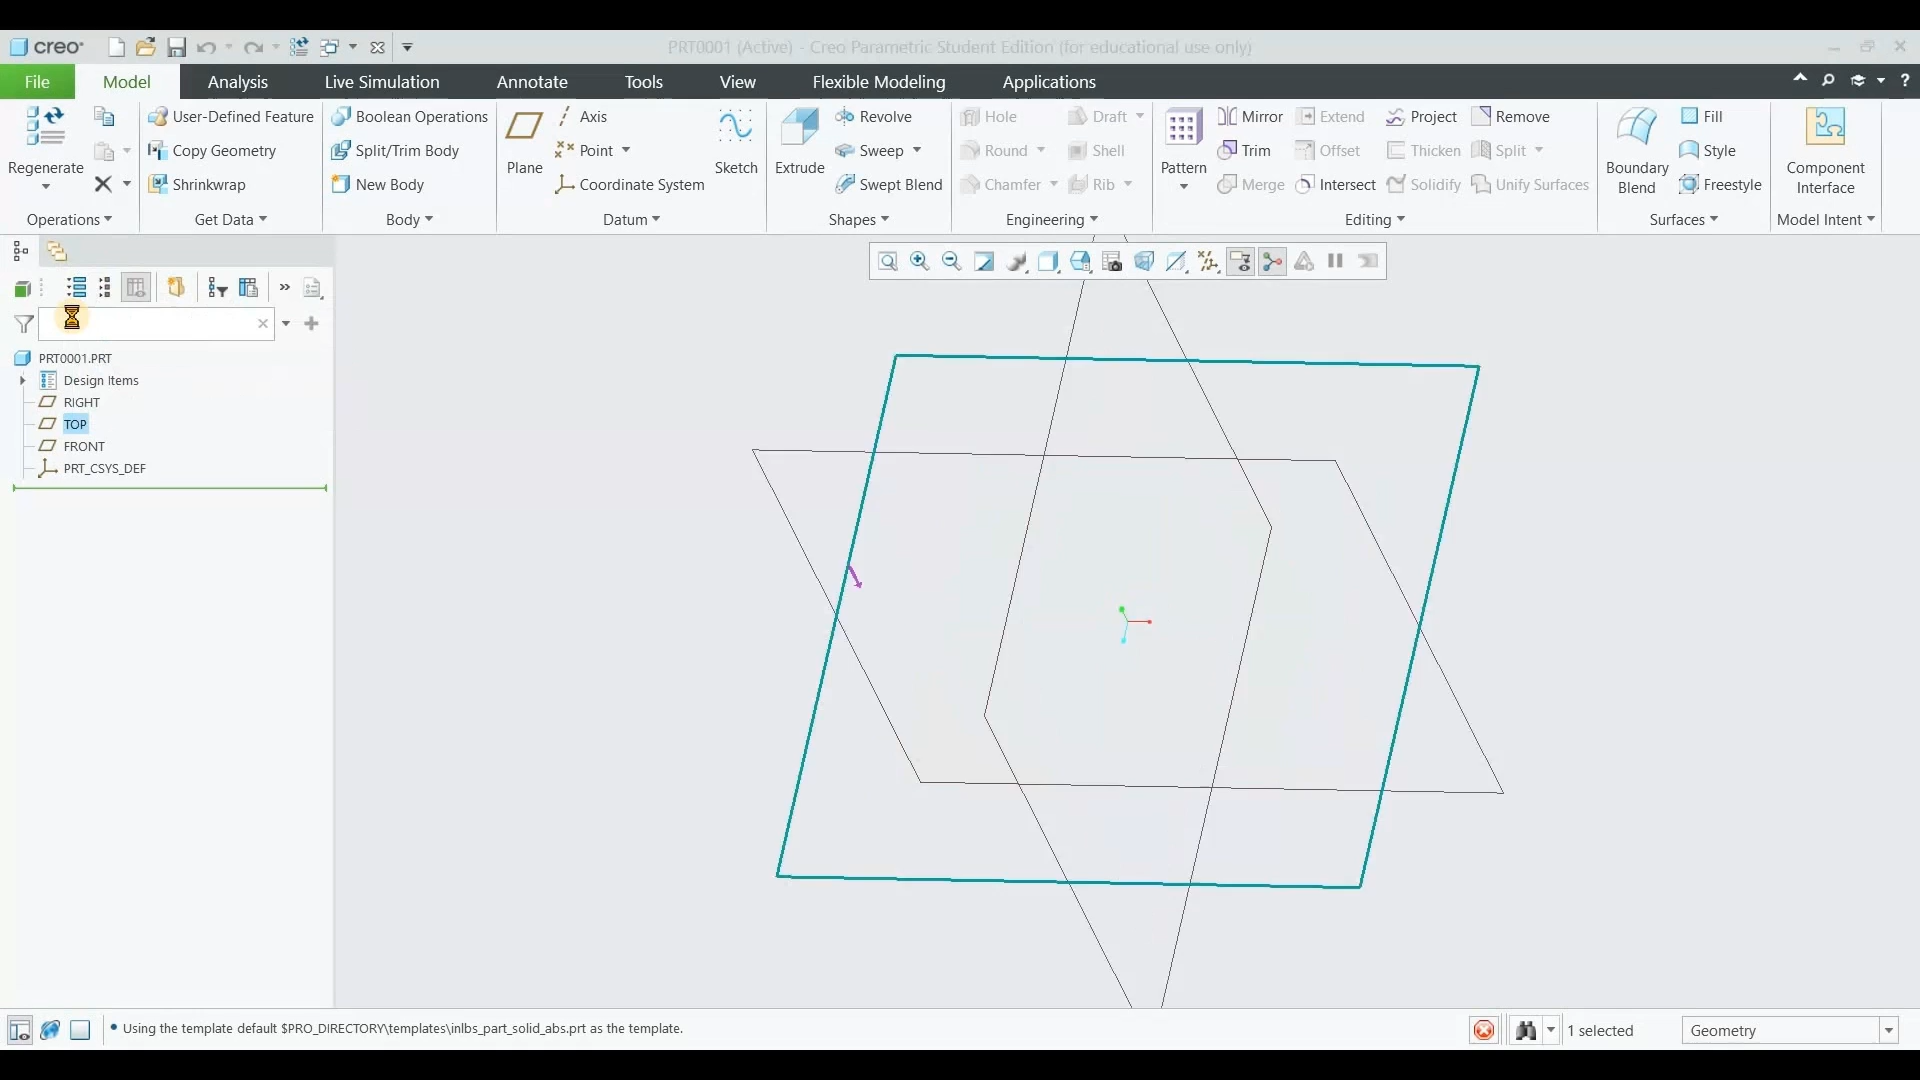 creo
PRT0001 (Active) - Creo Parametric Student Edition (for educational use only)
File Model Analysis Live Simulation Annotate Tools View Flexible Modeling Applications
Regenerate
Operations
User-Defined Feature
Copy Geometry
Shrinkwrap
Get Data
Boolean Operations
Split/Trim Body
New Body
Body
Plane
Axis
Point
Coordinate System
Sketch
Datum
Extrude
Revolve
Sweep
Swept Blend
Shapes
Hole
Round
Chamfer
Draft
Shell
Rib
Engineering
Pattern
Mirror
Trim
Merge
Extend
Offset
Intersect
Project
Thicken
Solidify
Remove
Split
Unify Surfaces
Editing
Boundary
Blend
Fill
Style
Freestyle
Surfaces
Component
Interface
Model Intent
PRT0001.PRT
Design Items
RIGHT
TOP
FRONT
PRT_CSYS_DEF
• Using the template default $PRO_DIRECTORY\templates\inlbs_part_solid_abs.prt as the template.
1 selected
Geometry